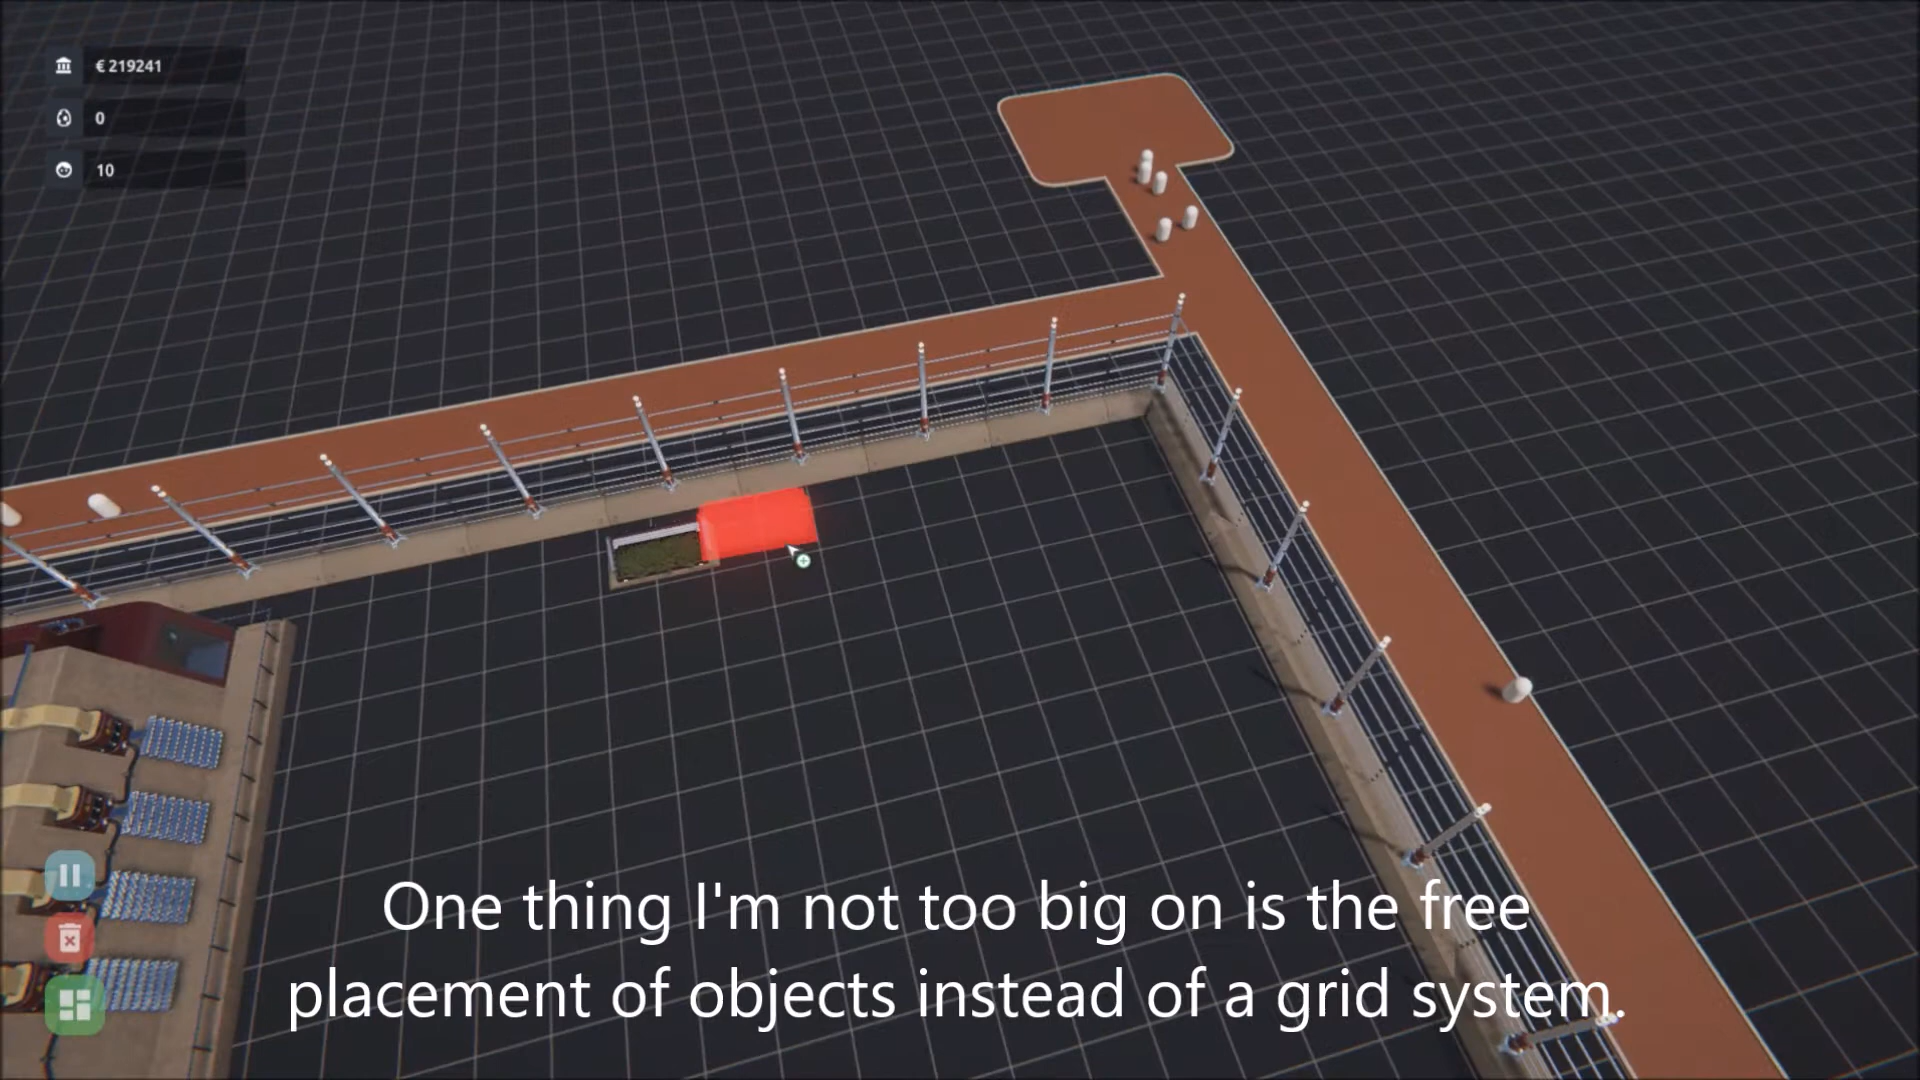 € 219241
0
10
One thing I'm not too big on is the free
placement of objects instead of a grid system.